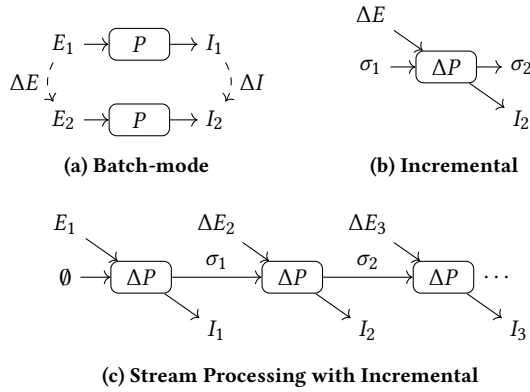 E₁ P I₁
ΔE ΔI
E₂ P I₂
(a) Batch-mode
ΔE
σ₁ ΔP σ₂
I₂
(b) Incremental
E₁ ΔE₂ ΔE₃
∅ ΔP σ₁ ΔP σ₂ ΔP ···
I₁ I₂ I₃
(c) Stream Processing with Incremental